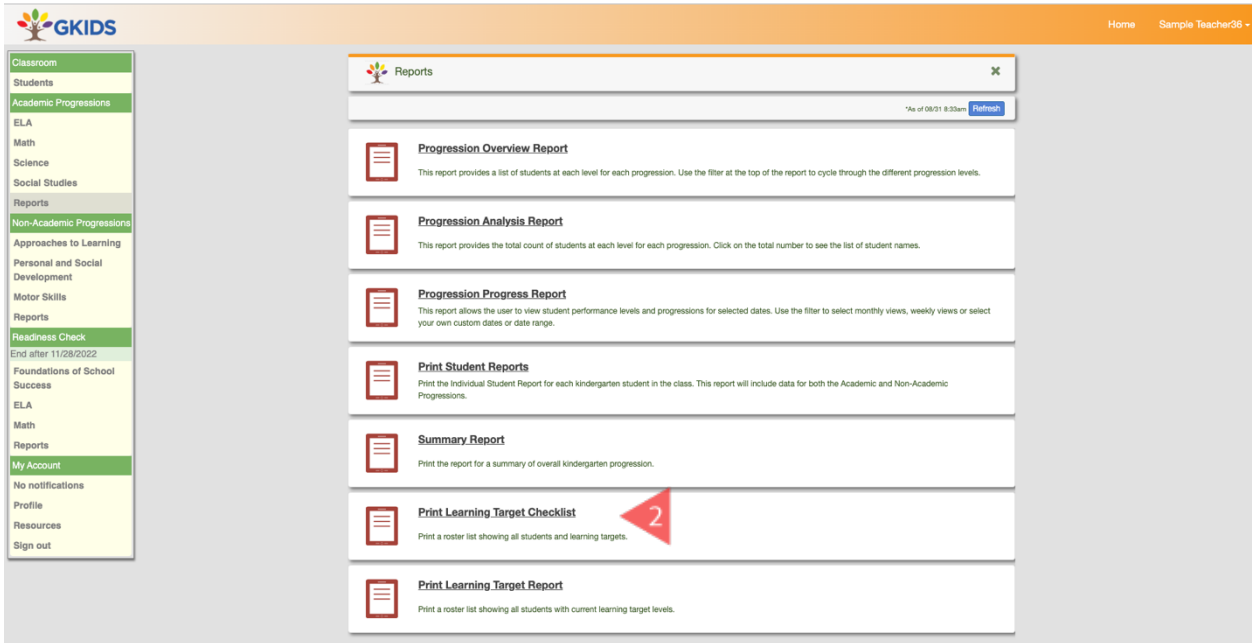 GKIDS
Home Sample Teacher36
Classroom
Students
Academic Progressions
ELA
Math
Science
Social Studies
Reports
Non-Academic Progressions
Approaches to Learning
Personal and Social
Development
Motor Skills
Reports
Readiness Check
End after 11/28/2022
Foundations of School
Success
ELA
Math
Reports
My Account
No notifications
Profile
Resources
Sign out
Reports
*As of 08/31 8:33am Refresh
Progression Overview Report
This report provides a list of students at each level for each progression. Use the filter at the top of the report to cycle through the different progression levels.
Progression Analysis Report
This report provides the total count of students at each level for each progression. Click on the total number to see the list of student names.
Progression Progress Report
This report allows the user to view student performance levels and progressions for selected dates. Use the filter to select monthly views, weekly views or select
your own custom dates or date range.
Print Student Reports
Print the Individual Student Report for each kindergarten student in the class. This report will include data for both the Academic and Non-Academic
Progressions.
Summary Report
Print the report for a summary of overall kindergarten progression.
Print Learning Target Checklist
2
Print a roster list showing all students and learning targets.
Print Learning Target Report
Print a roster list showing all students with current learning target levels.